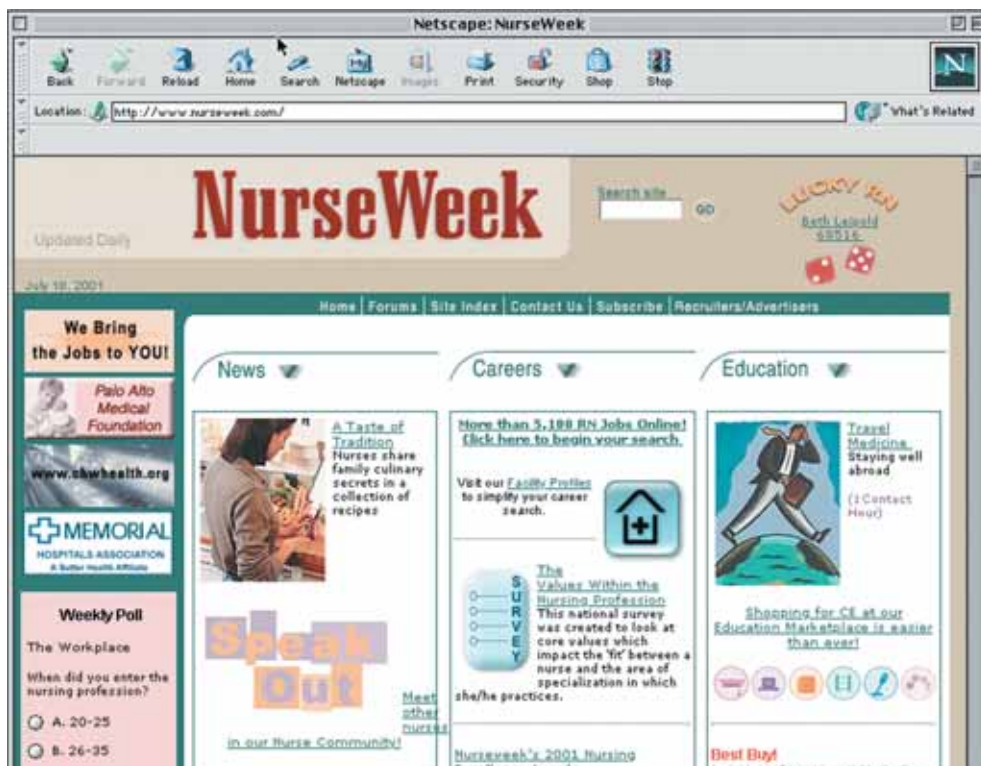 Netscape: NurseWeek
Back Forward Reload Home Search Netscape Images Print Security Shop Stop
N
Location: http://www.nurseweek.com/
What's Related
NurseWeek
Updated Daily
Search site
GO
LUCKY RN
Beth Leipold
68516
July 18, 2001
Home | Forums | Site Index | Contact Us | Subscribe | Recruiters/Advertisers
We Bring
the Jobs to YOU!
Palo Alto
Medical
Foundation
www.chwhealth.org
MEMORIAL
HOSPITALS ASSOCIATION
A Sutter Health Affiliate
Weekly Poll
The Workplace
When did you enter the
nursing profession?
A. 20-25
B. 26-35
News
A Taste of
Tradition
Nurses share
family culinary
secrets in a
collection of
recipes
Speak
Out
Meet
other
nurses
in our Nurse Community!
Careers
More than 5,100 RN Jobs Online!
Click here to begin your search.
Visit our Facility Profiles
to simplify your career
search.
SURVEY
The
Values Within the
Nursing Profession
This national survey
was created to look at
core values which
impact the 'fit' between a
nurse and the area of
specialization in which
she/he practices.
Nurseweek's 2001 Nursing
Education
Travel
Medicine
Staying well
abroad
(1 Contact
Hour)
Shopping for CE at our
Education Marketplace is easier
than ever!
Best Buy!